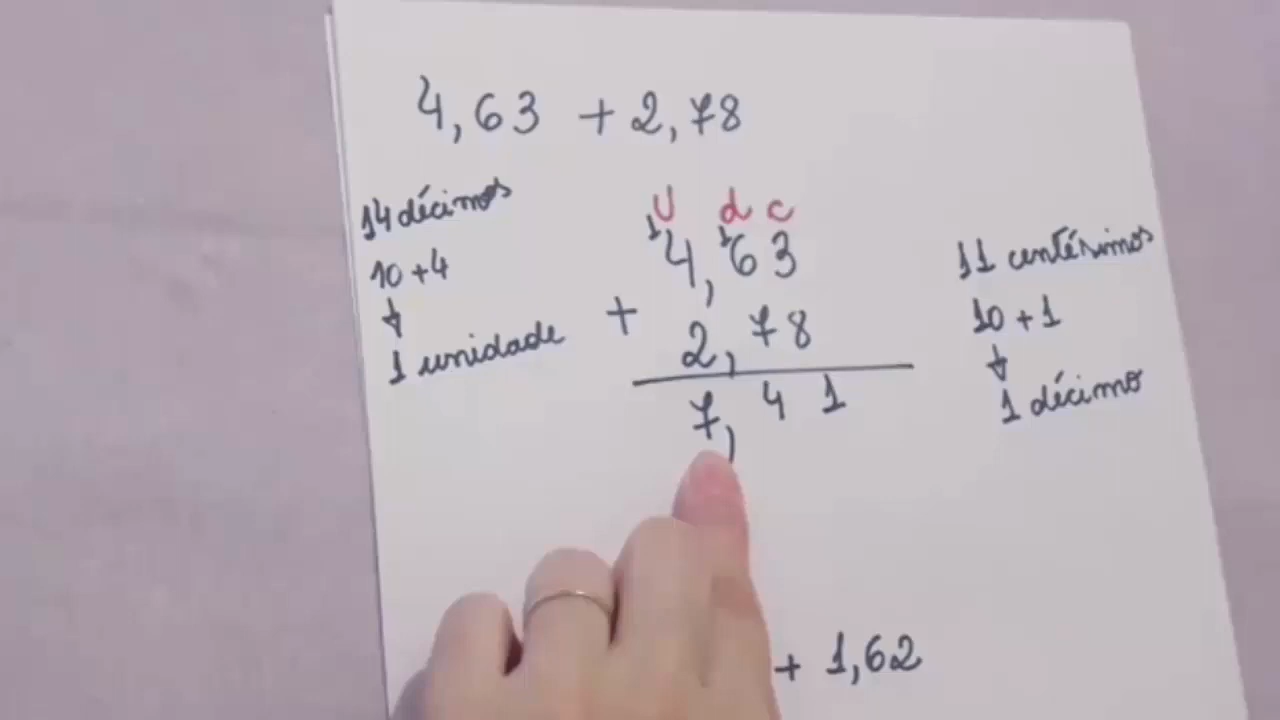 4,63 + 2,78
U d c
1 1
4,63
+ 2,78
7,41
14 décimos
10 + 4
1 unidade
11 centésimos
10 + 1
1 décimo
+ 1,62